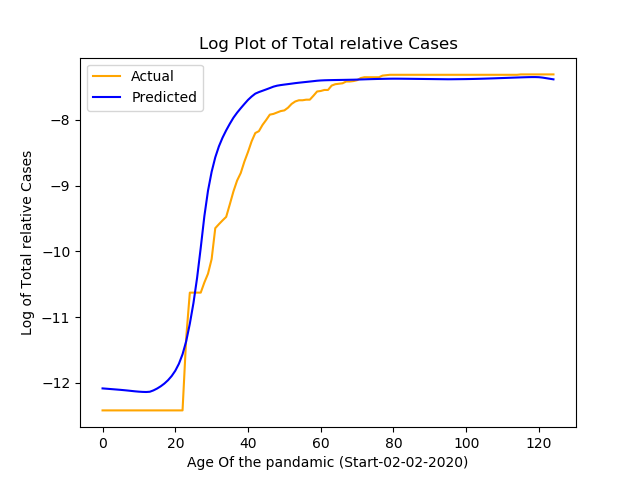 Log Plot of Total relative Cases
Actual
Predicted
Log of Total relative Cases
−8
−9
−10
−11
−12
0 20 40 60 80 100 120
Age Of the pandamic (Start-02-02-2020)